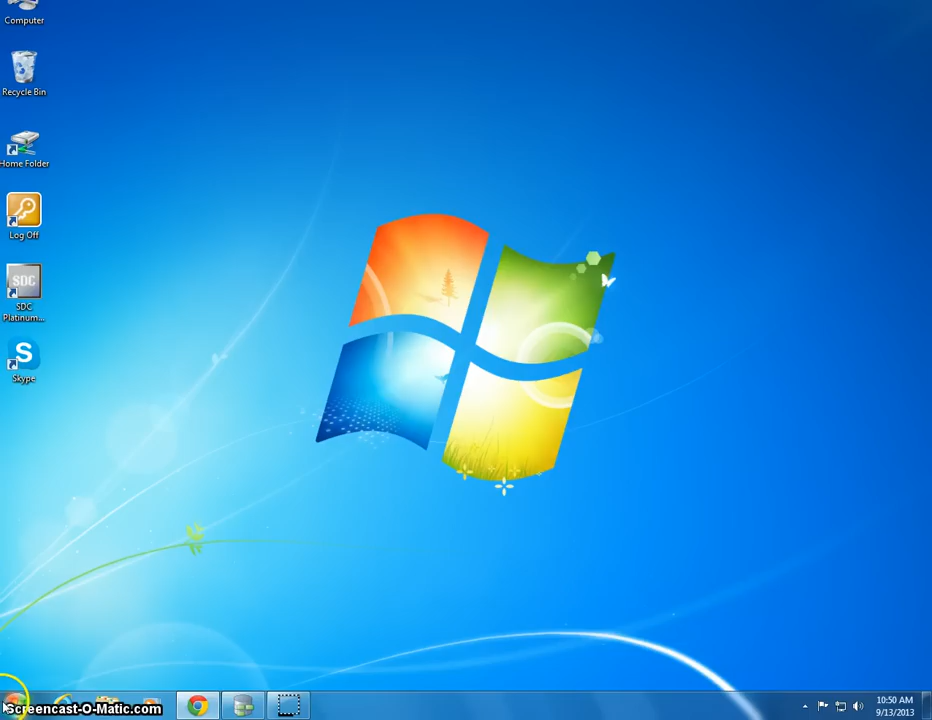 Computer
Recycle Bin
Home Folder
Log Off
SDC
SDC
Platinum...
S
Skype
Screencast-O-Matic.com
10:50 AM
9/13/2013